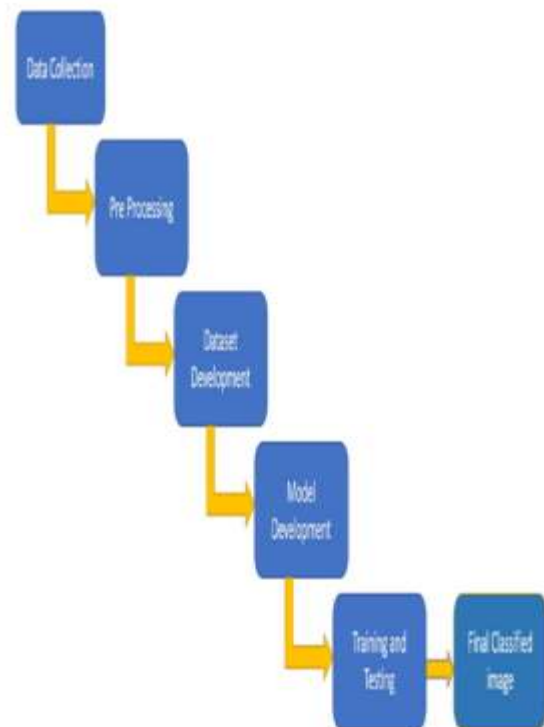 Data Collection
Pre Processing
Dataset
Development
Model
Development
Training and
Testing
Final Classified
image